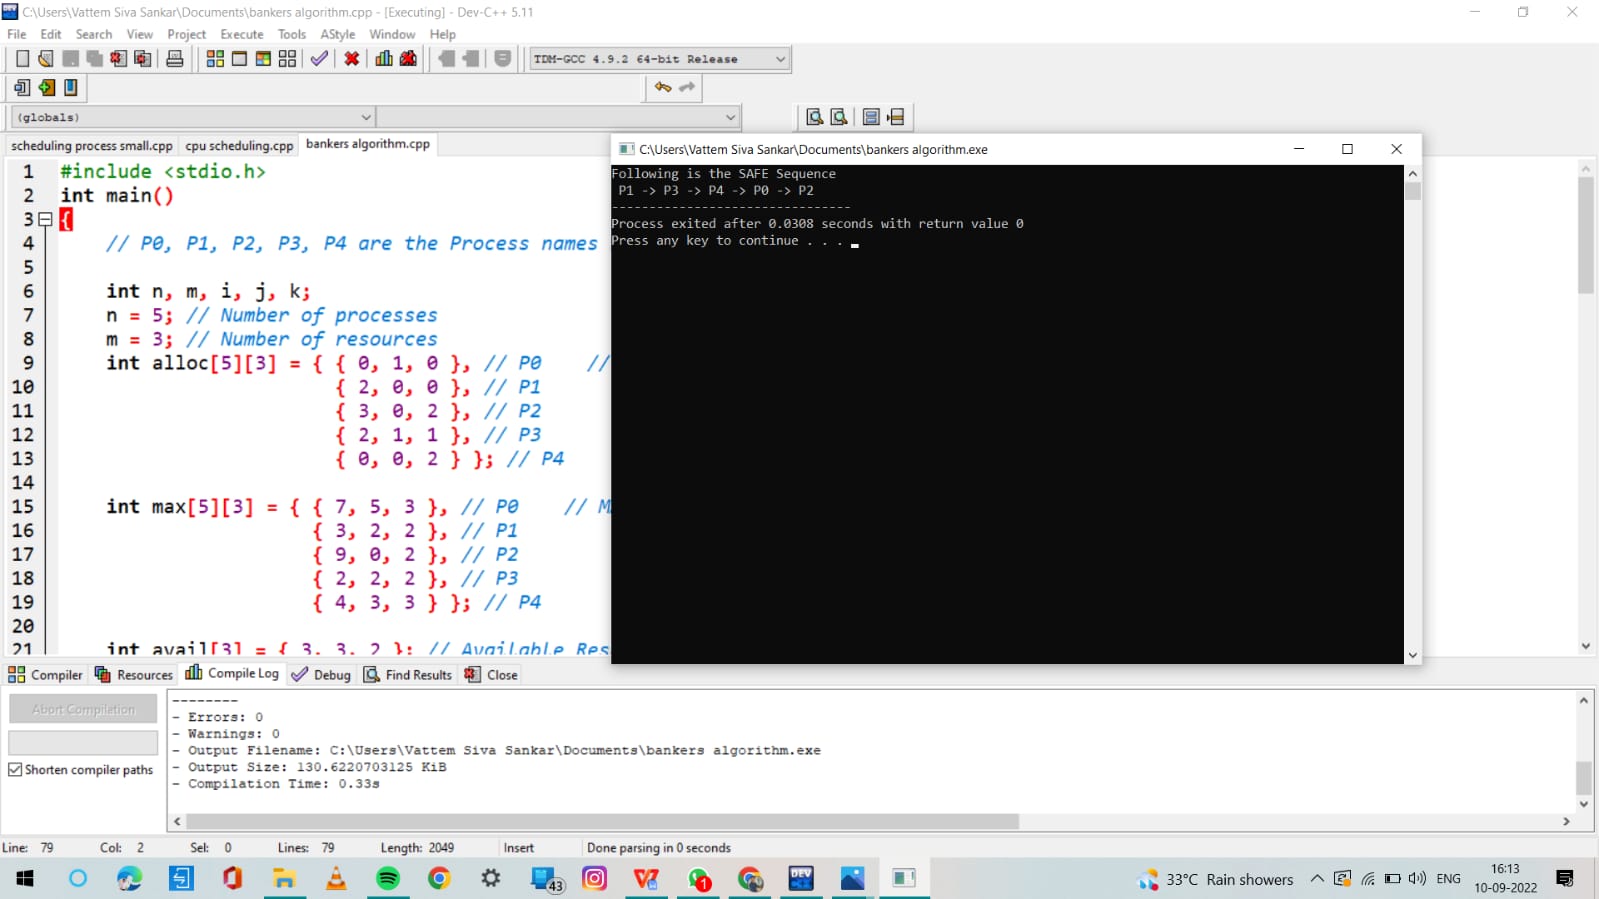 C:\Users\Vattem Siva Sankar\Documents\bankers algorithm.cpp - [Executing] - Dev-C++ 5.11
File Edit Search View Project Execute Tools AStyle Window Help
TDM-GCC 4.9.2 64-bit Release
(globals)
scheduling process small.cpp cpu scheduling.cpp bankers algorithm.cpp
1 #include <stdio.h>
2 int main()
3 {
4 // P0, P1, P2, P3, P4 are the Process names
5
6 int n, m, i, j, k;
7 n = 5; // Number of processes
8 m = 3; // Number of resources
9 int alloc[5][3] = { { 0, 1, 0 }, // P0 //
10 { 2, 0, 0 }, // P1
11 { 3, 0, 2 }, // P2
12 { 2, 1, 1 }, // P3
13 { 0, 0, 2 } }; // P4
14
15 int max[5][3] = { { 7, 5, 3 }, // P0 // M
16 { 3, 2, 2 }, // P1
17 { 9, 0, 2 }, // P2
18 { 2, 2, 2 }, // P3
19 { 4, 3, 3 } }; // P4
20
21 int avail[3] = { 3, 3, 2 }; // Available Res
C:\Users\Vattem Siva Sankar\Documents\bankers algorithm.exe
Following is the SAFE Sequence
P1 -> P3 -> P4 -> P0 -> P2
--------------------------------
Process exited after 0.0308 seconds with return value 0
Press any key to continue . . .
Compiler Resources Compile Log Debug Find Results Close
Abort Compilation
Shorten compiler paths
--------
- Errors: 0
- Warnings: 0
- Output Filename: C:\Users\Vattem Siva Sankar\Documents\bankers algorithm.exe
- Output Size: 130.6220703125 KiB
- Compilation Time: 0.33s
Line: 79 Col: 2 Sel: 0 Lines: 79 Length: 2049 Insert Done parsing in 0 seconds
43
1
DEV
33°C Rain showers
ENG
16:13
10-09-2022